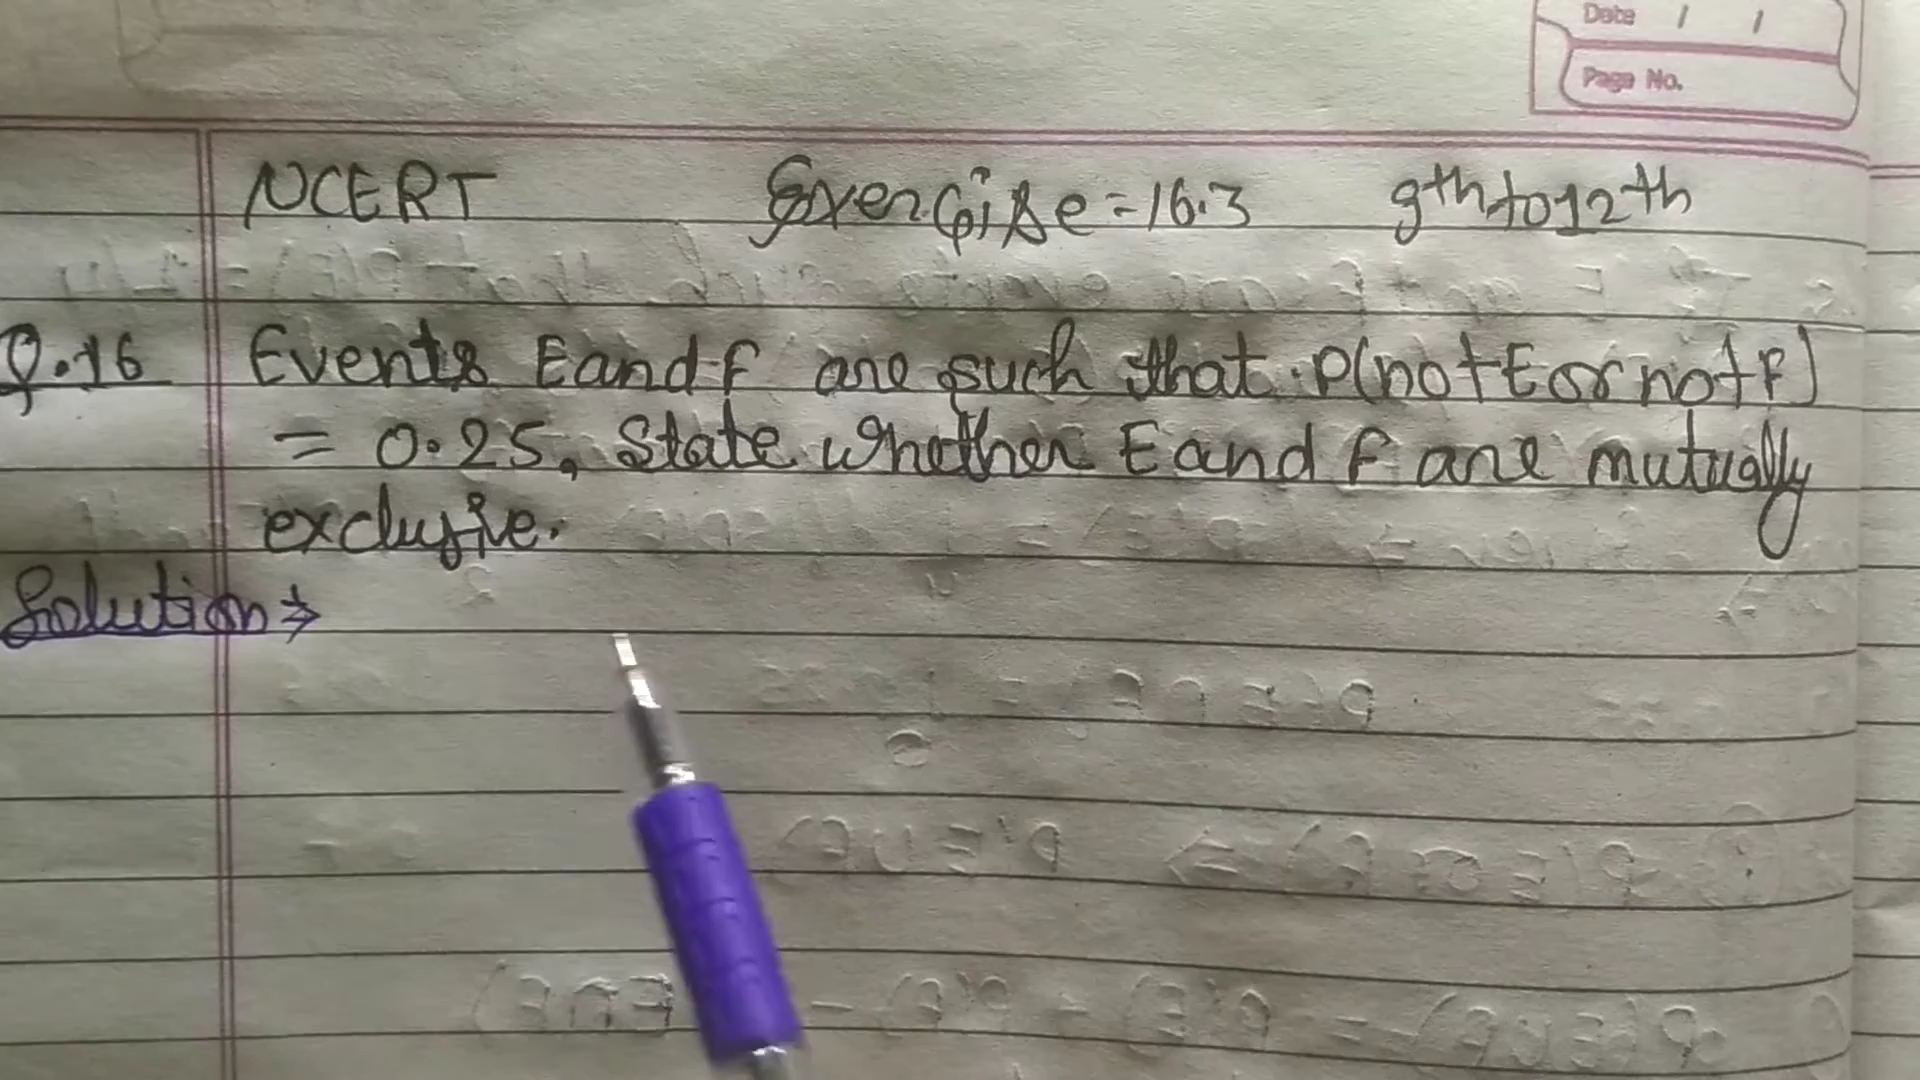 Date / /
Page No.
NCERT Exercise=16.3 9th to 12th
Q.16 Events E and F are such that P(not E or not F)
= 0.25, State whether E and F are mutually
exclusive.
Solution⇒